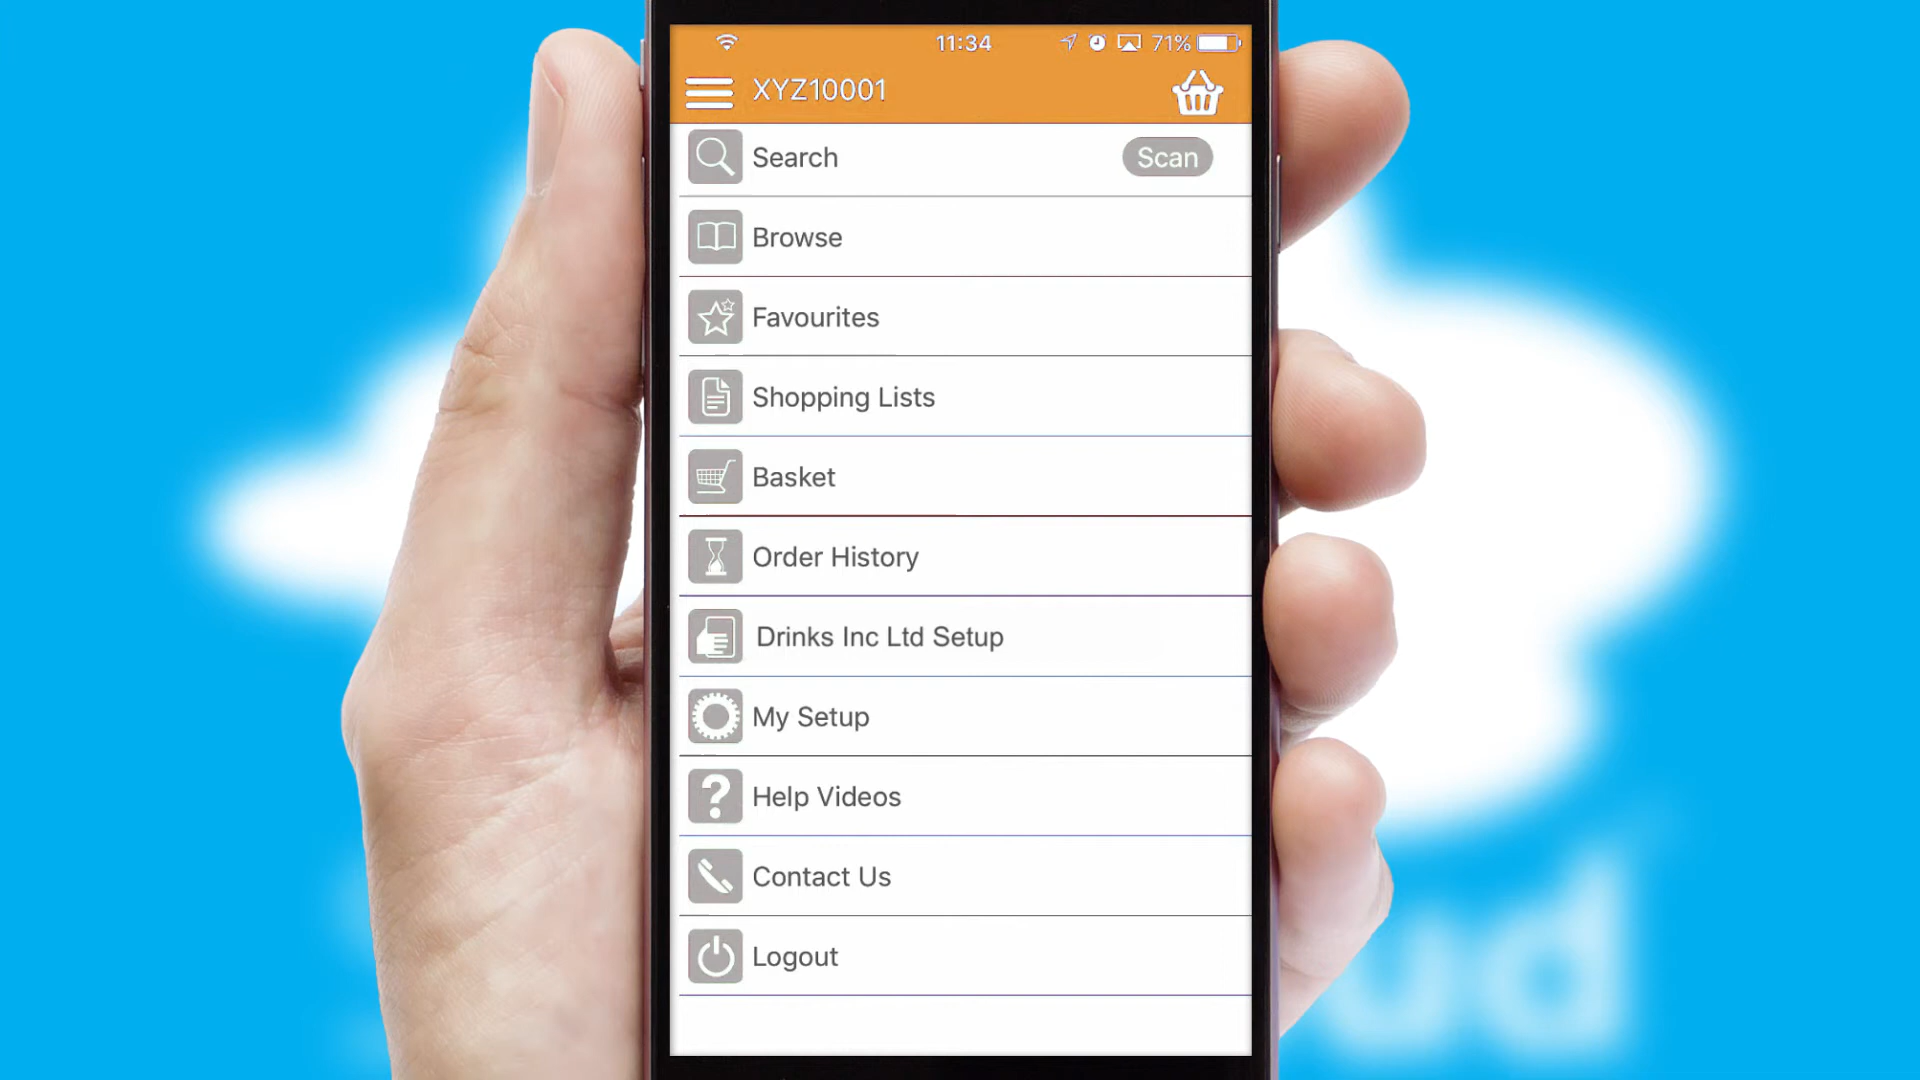 11:34
71%
XYZ10001
Search
Scan
Browse
Favourites
Shopping Lists
Basket
Order History
Drinks Inc Ltd Setup
My Setup
Help Videos
Contact Us
Logout